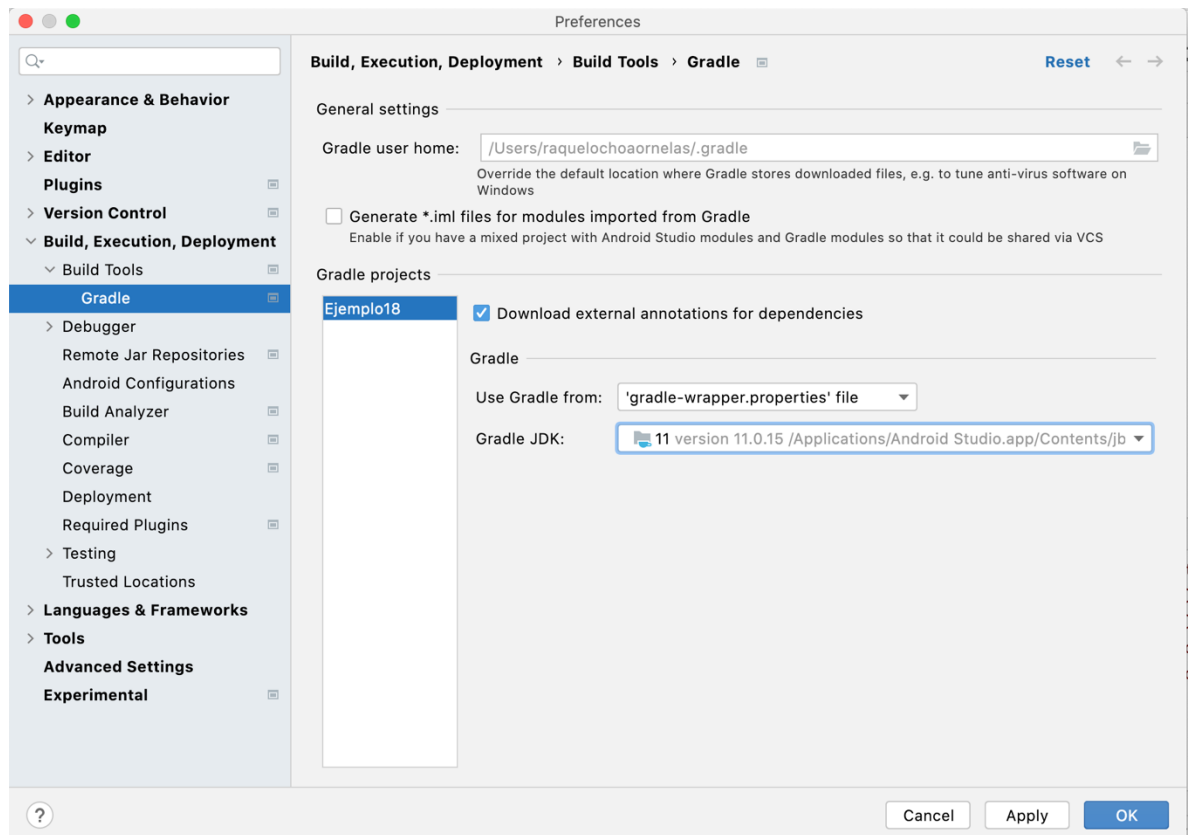 Preferences
Appearance & Behavior
Keymap
Editor
Plugins
Version Control
Build, Execution, Deployment
Build Tools
Gradle
Debugger
Remote Jar Repositories
Android Configurations
Build Analyzer
Compiler
Coverage
Deployment
Required Plugins
Testing
Trusted Locations
Languages & Frameworks
Tools
Advanced Settings
Experimental
Build, Execution, Deployment › Build Tools › Gradle
Reset
General settings
Gradle user home: /Users/raquelochoaornelas/.gradle
Override the default location where Gradle stores downloaded files, e.g. to tune anti-virus software on
Windows
Generate *.iml files for modules imported from Gradle
Enable if you have a mixed project with Android Studio modules and Gradle modules so that it could be shared via VCS
Gradle projects
Ejemplo18
Download external annotations for dependencies
Gradle
Use Gradle from: 'gradle-wrapper.properties' file
Gradle JDK: 11 version 11.0.15 /Applications/Android Studio.app/Contents/jb
?
Cancel
Apply
OK